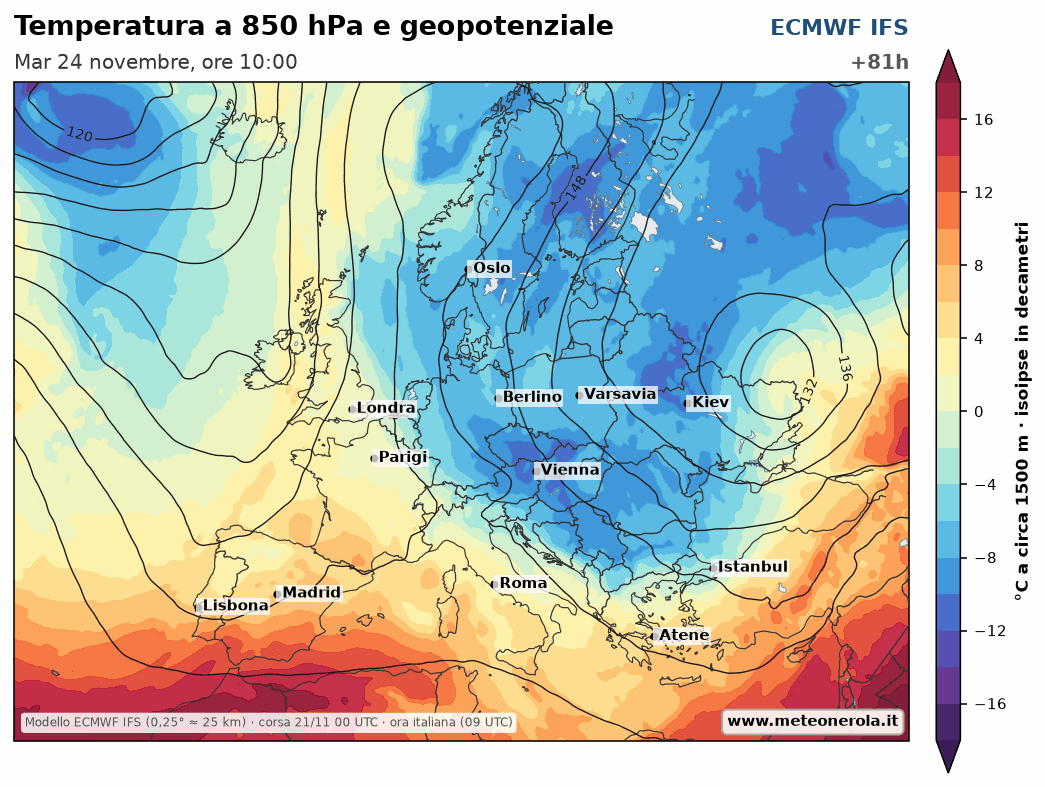 Temperatura a 850 hPa e geopotenziale
ECMWF IFS
Mar 24 novembre, ore 10:00
+81h
120
148
Oslo
136
132
Berlino
Varsavia
Kiev
Londra
Parigi
Vienna
Istanbul
Roma
Madrid
Lisbona
Atene
Modello ECMWF IFS (0,25° ≈ 25 km) · corsa 21/11 00 UTC · ora italiana (09 UTC)
www.meteonerola.it
16
12
8
4
0
−4
−8
−12
−16
°C a circa 1500 m · isoipse in decametri